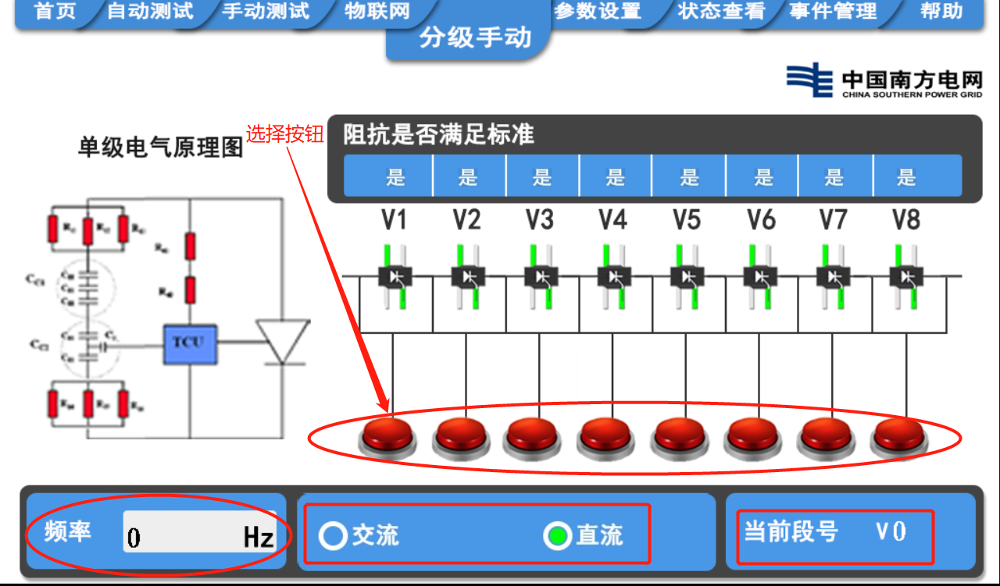 首页 自动测试 手动测试 物联网 参数设置 状态查看 事件管理 帮助
分级手动
中国南方电网
CHINA SOUTHERN POWER GRID
单级电气原理图
选择按钮
阻抗是否满足标准
是 是 是 是 是 是 是 是
V1 V2 V3 V4 V5 V6 V7 V8
TCU
频率 0 Hz
交流 直流
当前段号 V0